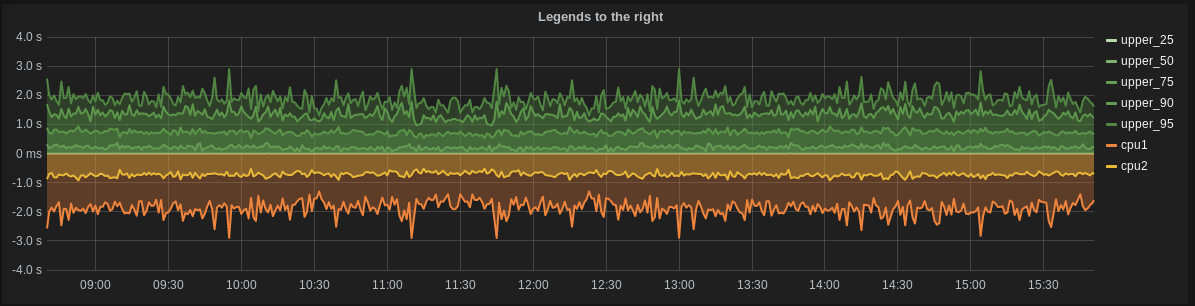 Legends to the right
4.0 s
3.0 s
2.0 s
1.0 s
0 ms
-1.0 s
-2.0 s
-3.0 s
-4.0 s
09:00 09:30 10:00 10:30 11:00 11:30 12:00 12:30 13:00 13:30 14:00 14:30 15:00 15:30
upper_25
upper_50
upper_75
upper_90
upper_95
cpu1
cpu2